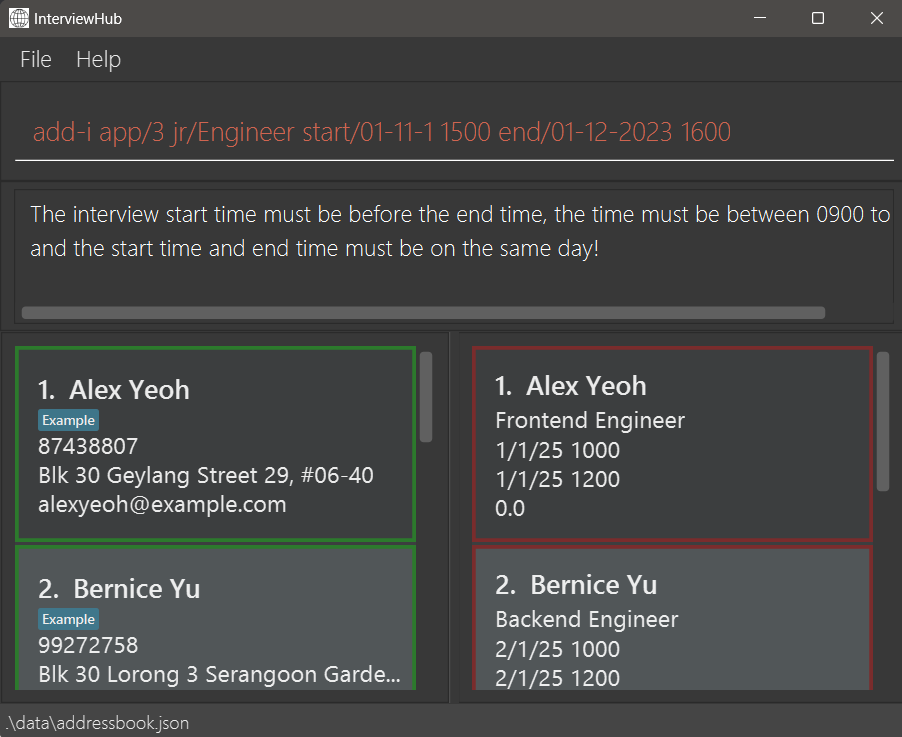 InterviewHub
File Help
add-i app/3 jr/Engineer start/01-11-1 1500 end/01-12-2023 1600
The interview start time must be before the end time, the time must be between 0900 to
and the start time and end time must be on the same day!
1. Alex Yeoh
Example
87438807
Blk 30 Geylang Street 29, #06-40
alexyeoh@example.com
2. Bernice Yu
Example
99272758
Blk 30 Lorong 3 Serangoon Garde...
1. Alex Yeoh
Frontend Engineer
1/1/25 1000
1/1/25 1200
0.0
2. Bernice Yu
Backend Engineer
2/1/25 1000
2/1/25 1200
.\data\addressbook.json